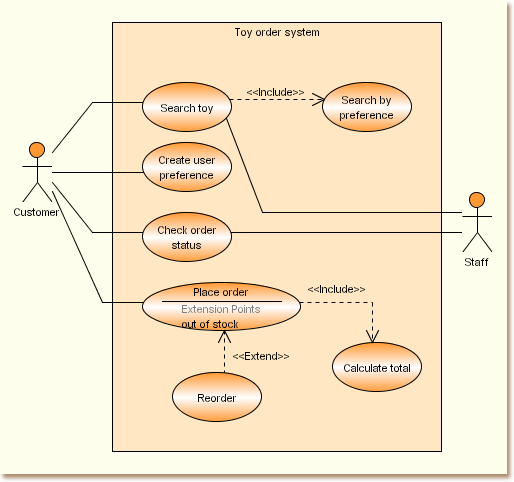 Toy order system
Search toy
<<Include>>
Search by
preference
Create user
preference
Customer
Check order
status
Staff
Place order
Extension Points
out of stock
<<Include>>
<<Extend>>
Calculate total
Reorder